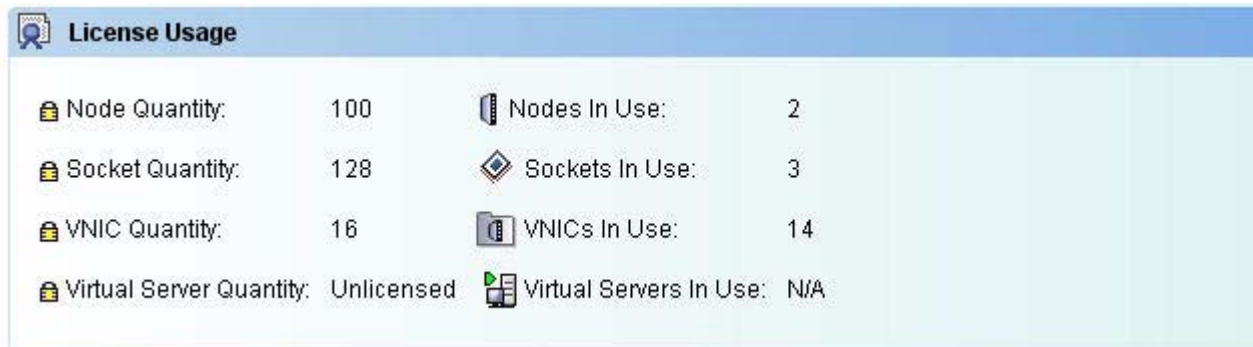 License Usage
Node Quantity: 100 Nodes In Use: 2
Socket Quantity: 128 Sockets In Use: 3
VNIC Quantity: 16 VNICs In Use: 14
Virtual Server Quantity: Unlicensed Virtual Servers In Use: N/A